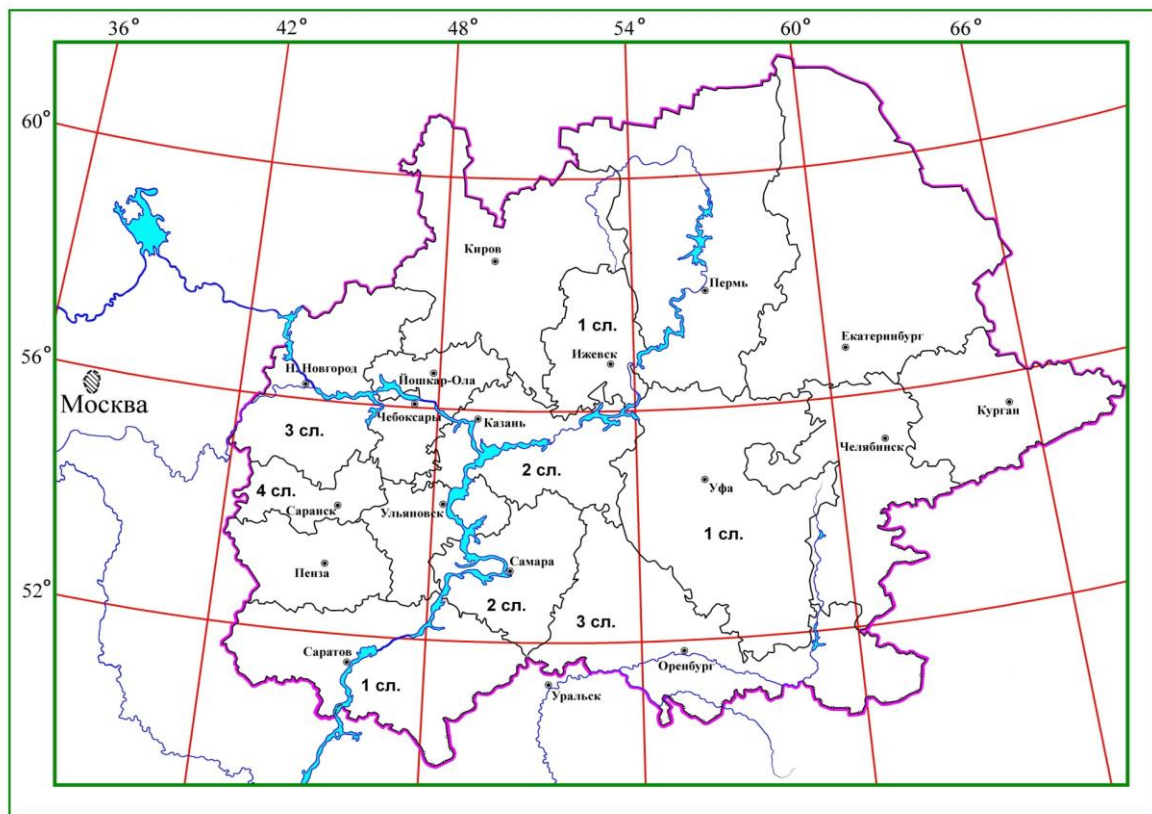 36°
42
48
54
60
66
60°
Киров
Пермь
1 сл.
Ижевск
Екатеринбург
56°
Н. Новгород
Йошкар-Ола
Москва
Чебоксары
Казань
Курган
3 сл.
Челябинск
2 сл.
4 сл.
Уфа
Саранск
Ульяновск
1 сл.
Пенза
Самара
52°
2 сл.
3 сл.
Саратов
Оренбург
1 сл.
Уральск